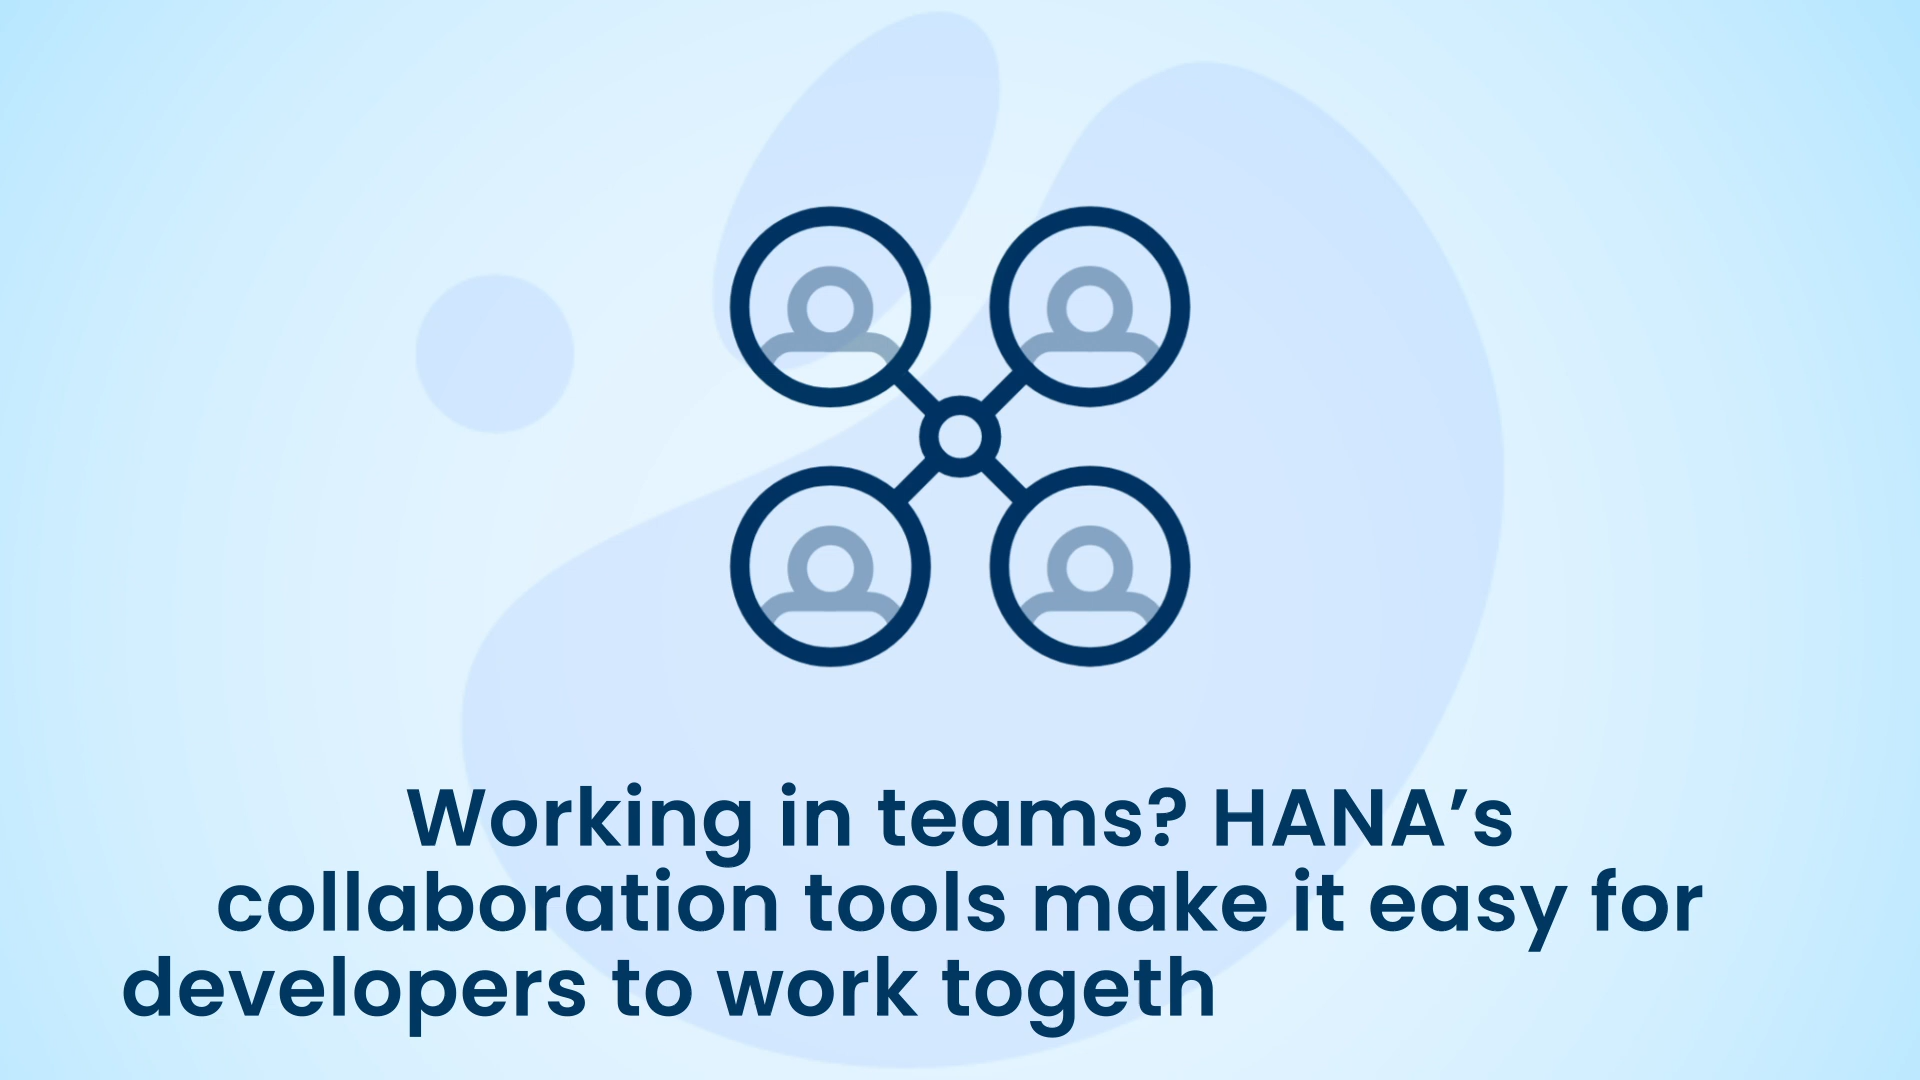 Working in teams? HANA’s
collaboration tools make it easy for
developers to work togeth